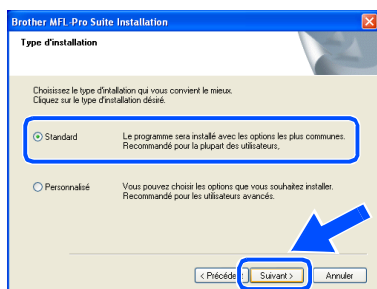 Brother MFL-Pro Suite Installation
Type d'installation
Choisissez le type d'intallation qui vous convient le mieux.
Cliquez sur le type d'installation désiré.
Standard
Le programme sera installé avec les options les plus communes.
Recommandé pour la plupart des utilisateurs,
Personnalisé
Vous pouvez choisir les options que vous souhaitez installer.
Recommandé pour les utilisateurs avancés.
< Précéde
Suivant >
Annuler